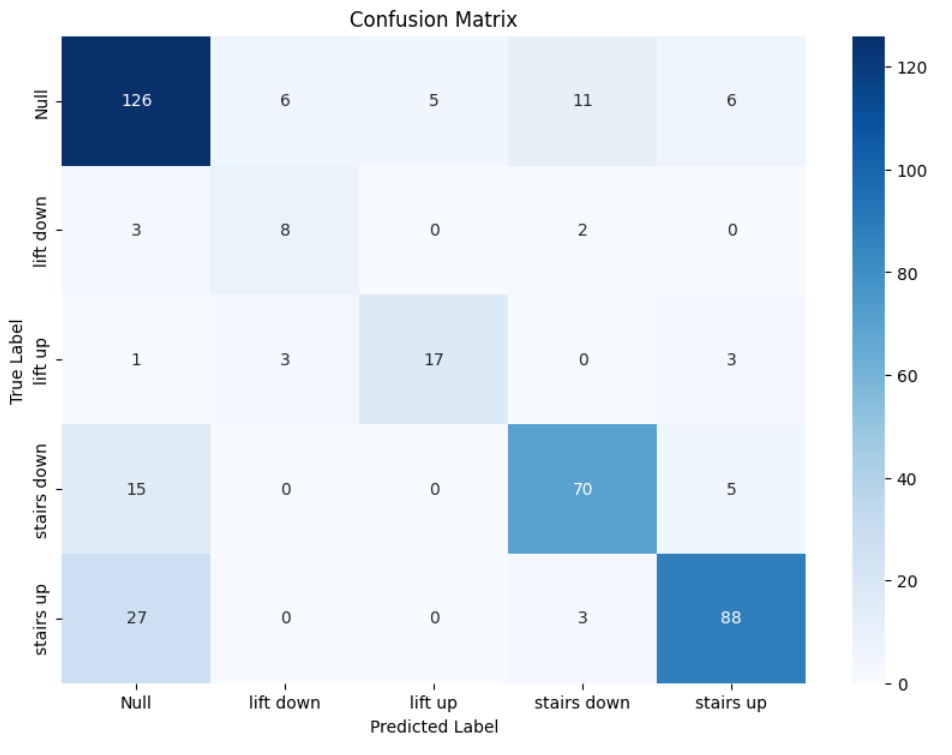 Confusion Matrix
Null 126 6 5 11 6
lift down 3 8 0 2 0
lift up 1 3 17 0 3
stairs down 15 0 0 70 5
stairs up 27 0 0 3 88
Null lift down lift up stairs down stairs up
Predicted Label
True Label
120
100
80
60
40
20
0